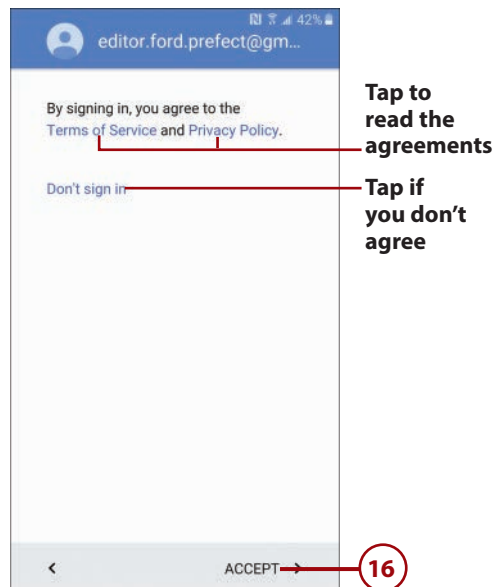 42%
editor.ford.prefect@gm...
By signing in, you agree to the
Terms of Service and Privacy Policy.
Don't sign in
ACCEPT
Tap to
read the
agreements
Tap if
you don’t
agree
16